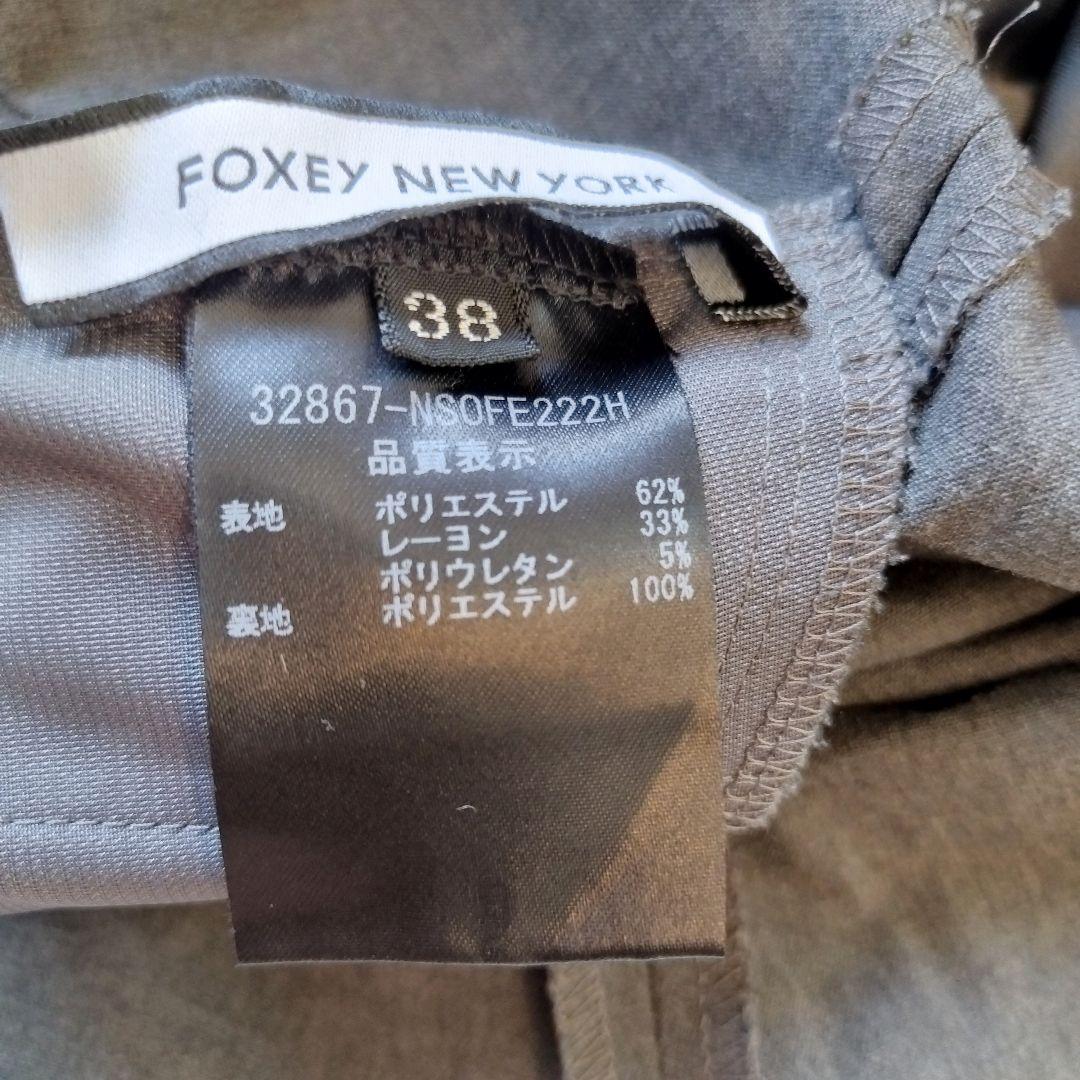 FOXEY NEW YORK
38
32867-NSOFE222H
品質表示
表地 ポリエステル 62%
レーヨン 33%
ポリウレタン 5%
裏地 ポリエステル 100%